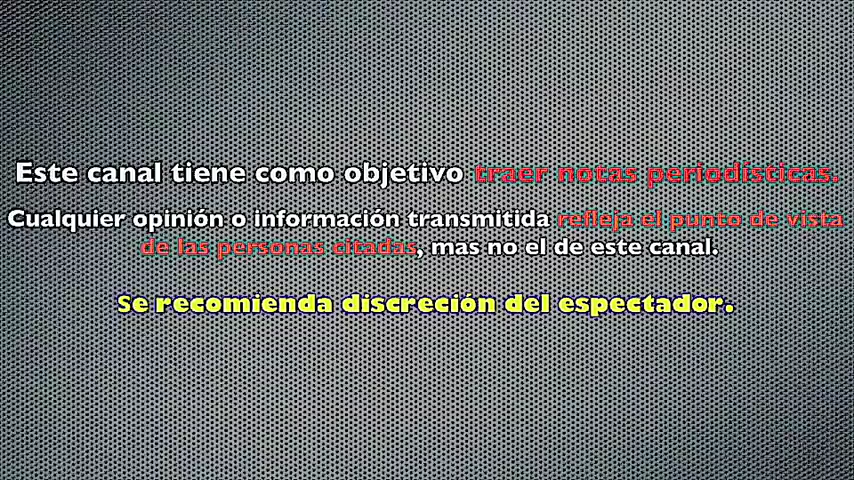 Este canal tiene como objetivo traer notas periodísticas.
Cualquier opinión o información transmitida refleja el punto de vista
de las personas citadas, mas no el de este canal.
Se recomienda discreción del espectador.